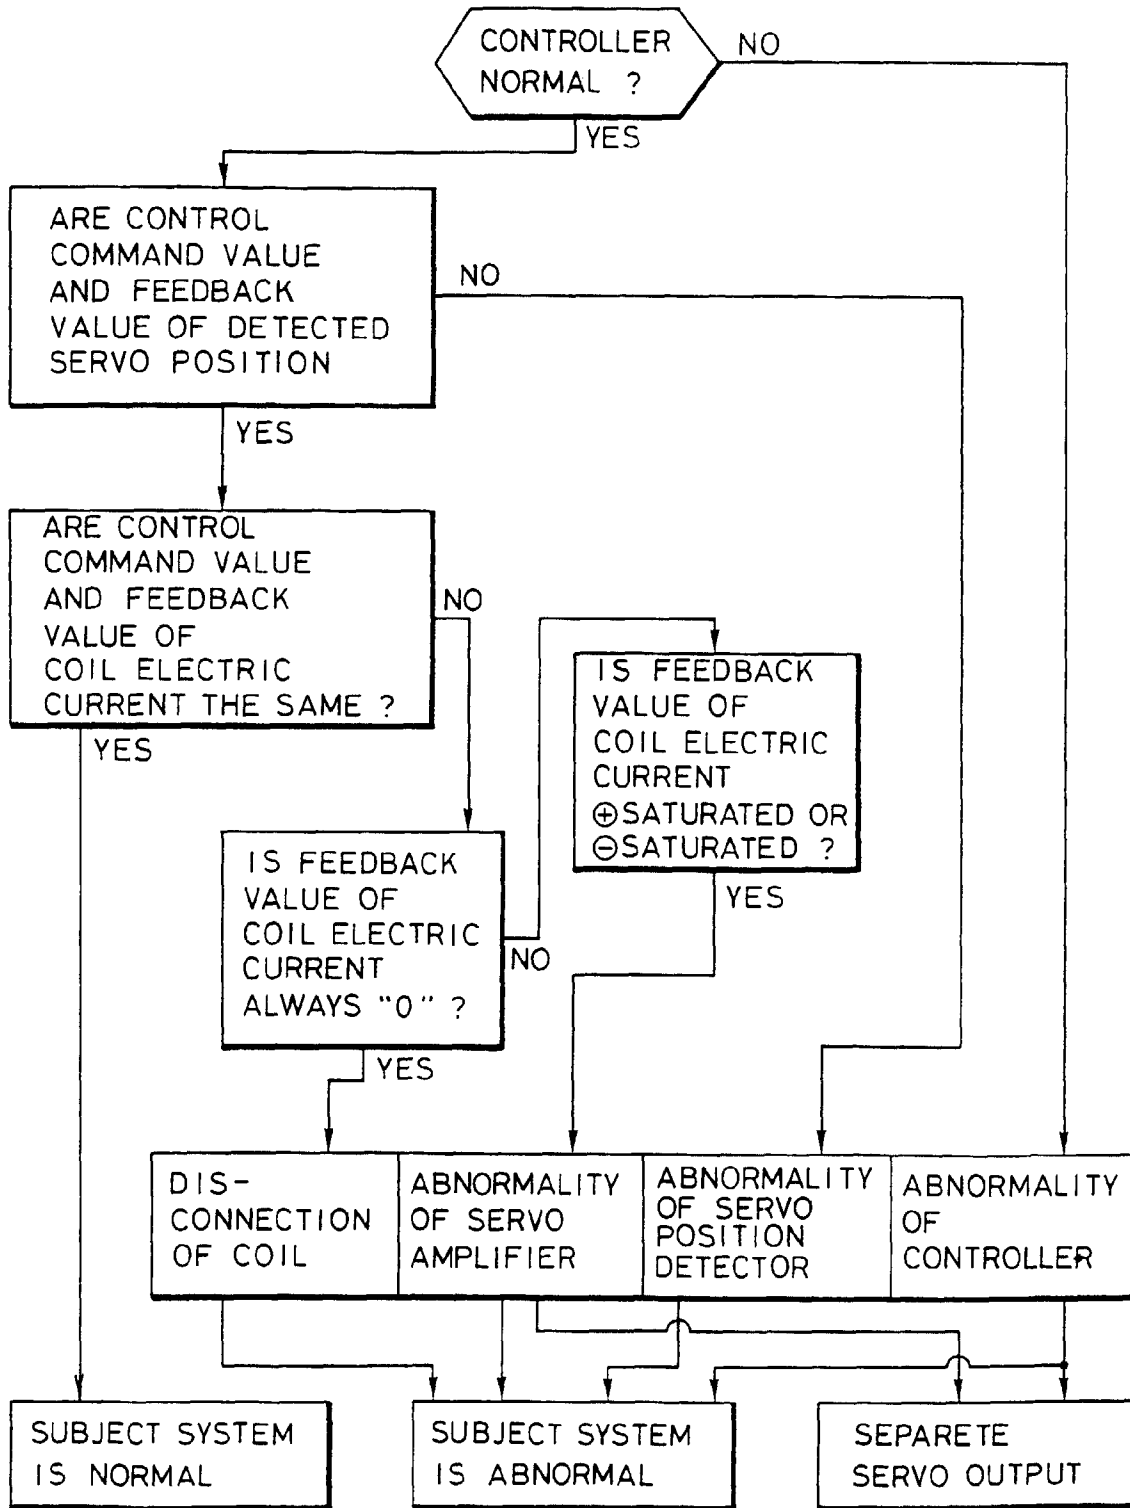 CONTROLLER
NORMAL ?
NO
YES
ARE CONTROL
COMMAND VALUE
AND FEEDBACK
VALUE OF DETECTED
SERVO POSITION
NO
YES
ARE CONTROL
COMMAND VALUE
AND FEEDBACK
VALUE OF
COIL ELECTRIC
CURRENT THE SAME ?
NO
YES
IS FEEDBACK
VALUE OF
COIL ELECTRIC
CURRENT
⊕SATURATED OR
⊖SATURATED ?
YES
IS FEEDBACK
VALUE OF
COIL ELECTRIC
CURRENT
ALWAYS "0" ?
NO
YES
DIS-
CONNECTION
OF COIL
ABNORMALITY
OF SERVO
AMPLIFIER
ABNORMALITY
OF SERVO
POSITION
DETECTOR
ABNORMALITY
OF
CONTROLLER
SUBJECT SYSTEM
IS NORMAL
SUBJECT SYSTEM
IS ABNORMAL
SEPARETE
SERVO OUTPUT